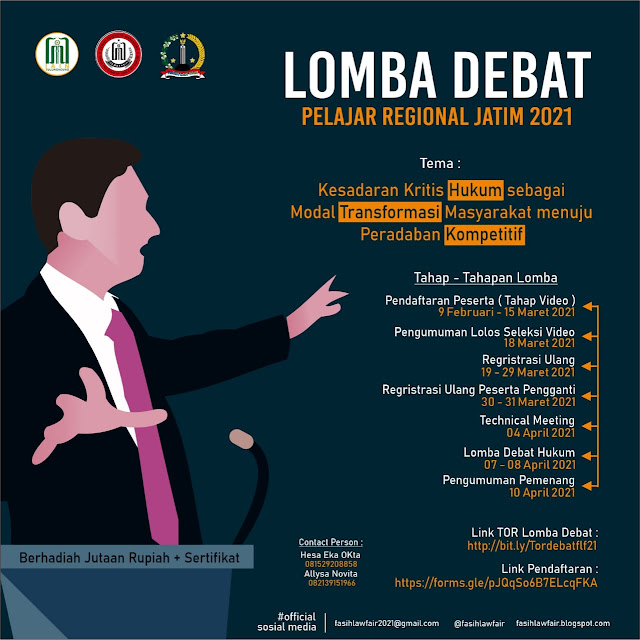 LOMBA DEBAT
PELAJAR REGIONAL JATIM 2021
Tema :
Kesadaran Kritis Hukum sebagai
Modal Transformasi Masyarakat menuju
Peradaban Kompetitif
Tahap - Tahapan Lomba
Pendaftaran Peserta ( Tahap Video )
9 Februari - 15 Maret 2021
Pengumuman Lolos Seleksi Video
18 Maret 2021
Regristrasi Ulang
19 - 29 Maret 2021
Regristrasi Ulang Peserta Pengganti
30 - 31 Maret 2021
Technical Meeting
04 April 2021
Lomba Debat Hukum
07 - 08 April 2021
Pengumuman Pemenang
10 April 2021
Berhadiah Jutaan Rupiah + Sertifikat
Contact Person :
Hesa Eka OKta
081529208858
Allysa Novita
082139151966
Link TOR Lomba Debat :
http://bit.ly/Tordebatflf21
Link Pendaftaran :
https://forms.gle/pJQqSo6B7ELcqFKA
#official
sosial media
fasihlawfair2021@gmail.com
@fasihlawfair
fasihlawfair.blogspot.com